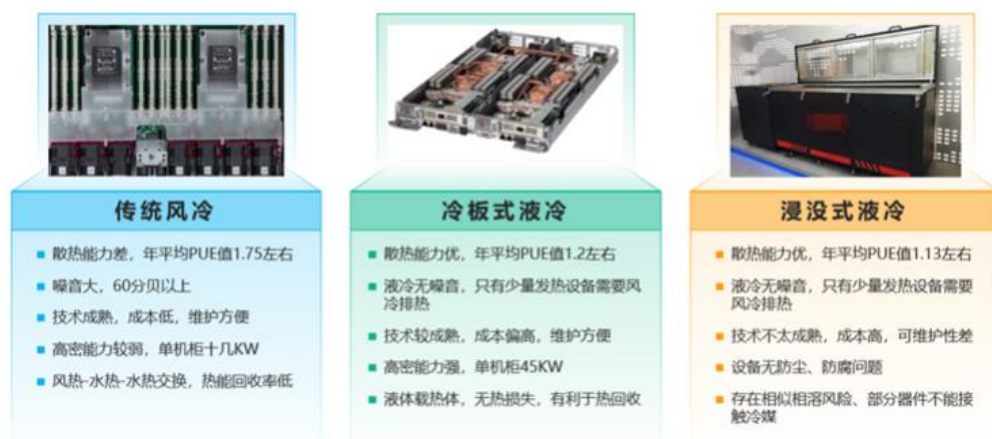 传统风冷
散热能力差，年平均PUE值1.75左右
噪音大，60分贝以上
技术成熟，成本低，维护方便
高密能力较弱，单机柜十几KW
风热-水热-水热交换，热能回收率低
冷板式液冷
散热能力优，年平均PUE值1.2左右
液冷无噪音，只有少量发热设备需要风
冷排热
技术较成熟，成本偏高，维护方便
高密能力强，单机柜45KW
液体载热体，无热损失，有利于热回收
浸没式液冷
散热能力优，年平均PUE值1.13左右
液冷无噪音，只有少量发热设备需要
风冷排热
技术不太成熟，成本高，可维护性差
设备无防尘、防腐问题
存在相似相溶风险、部分器件不能接
触冷媒